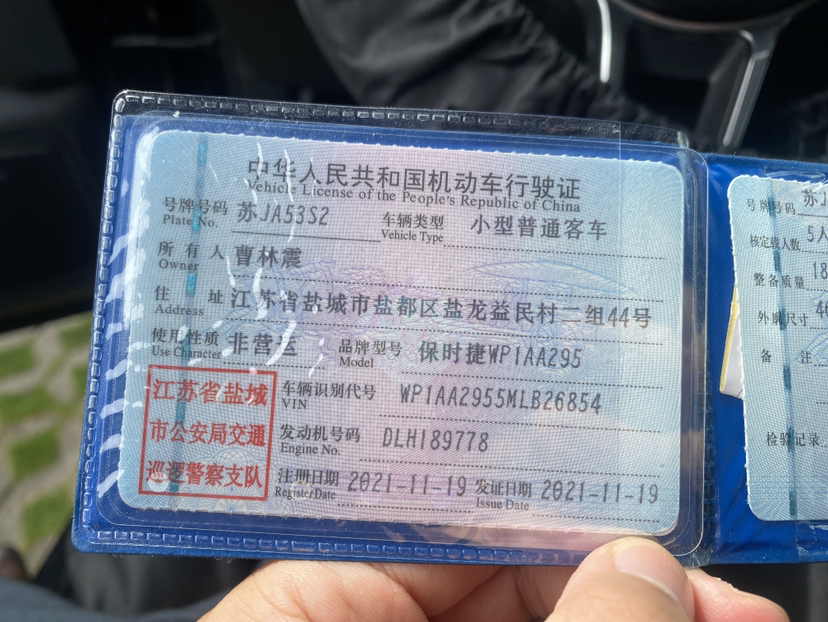 中华人民共和国机动车行驶证
Vehicle License of the People's Republic of China
号牌号码 苏JA53S2 车辆类型 小型普通客车
Plate No. Vehicle Type
所有人 曹林震
Owner
住址 江苏省盐城市盐都区盐龙益民村二组44号
Address
使用性质 非营运 品牌型号 保时捷WP1AA295
Use Character Model
车辆识别代号 WP1AA2955MLB26854
VIN
发动机号码 DLH189778
Engine No.
注册日期 2021-11-19 发证日期 2021-11-19
Register Date Issue Date
江苏省盐城
市公安局交通
巡逻警察支队
号牌号码 苏J
核定载人数 5人
整备质量 18
外廓尺寸
备注
检验记录